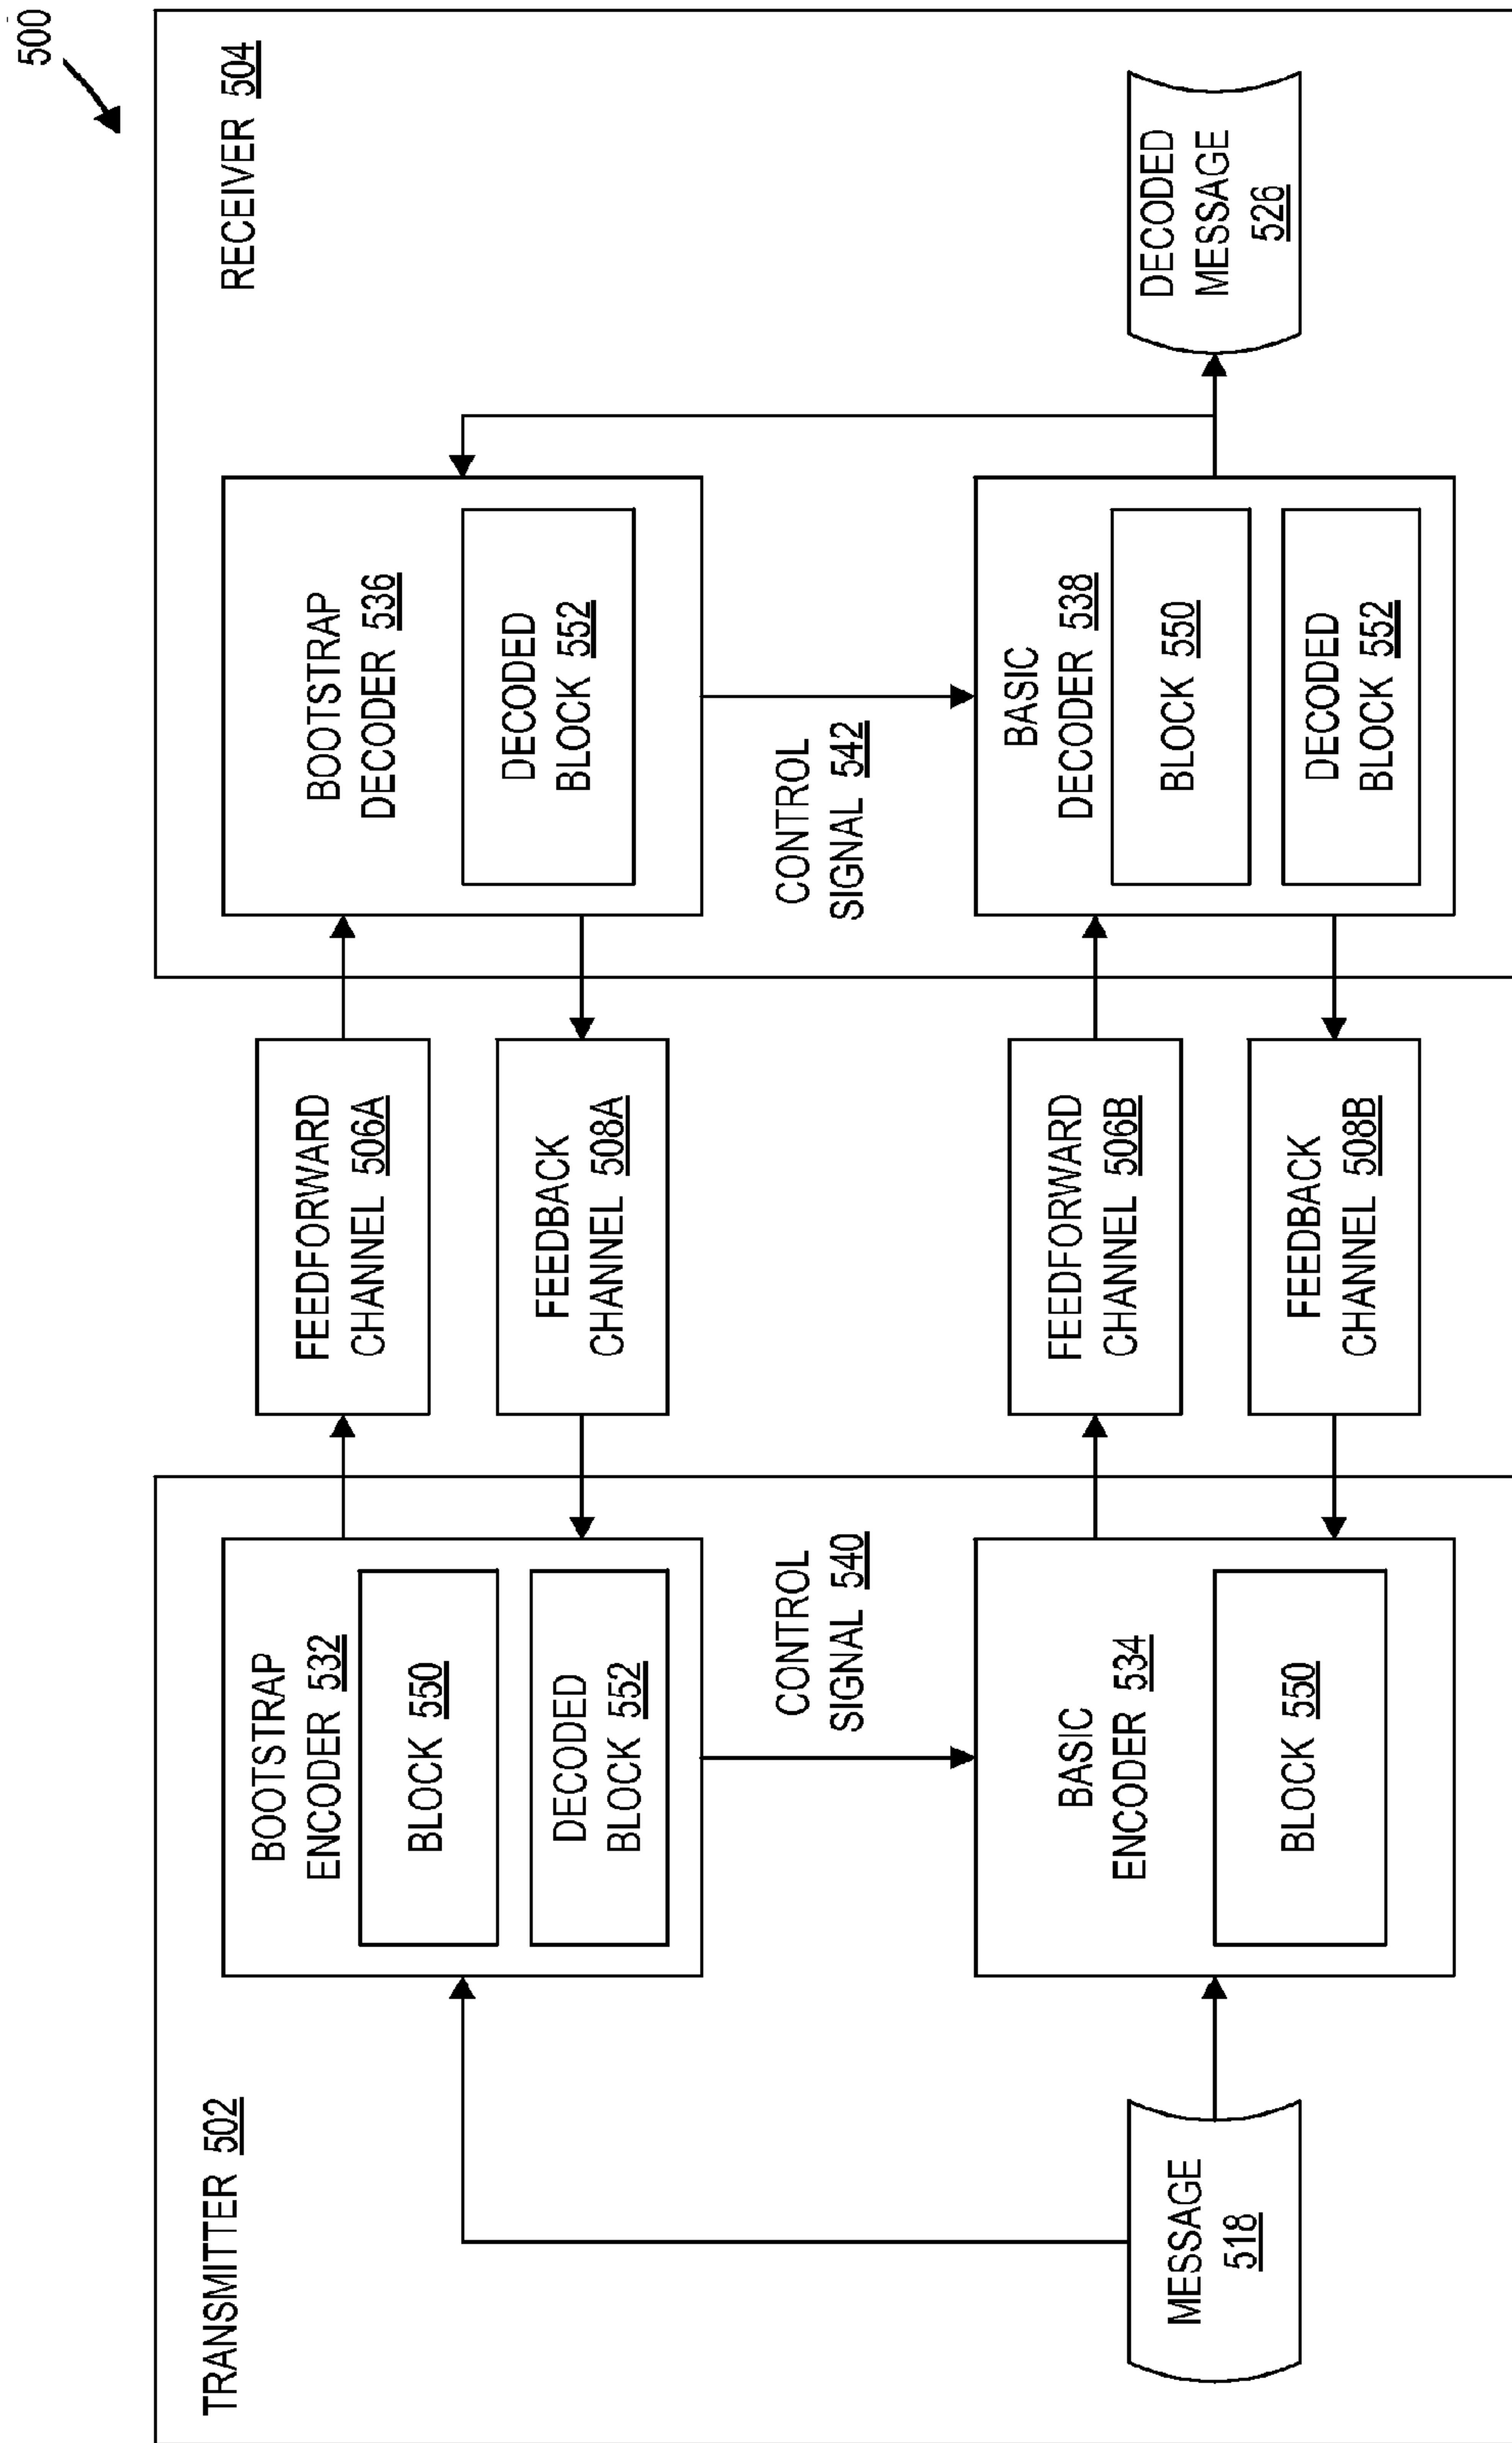 500
TRANSMITTER 502
RECEIVER 504
BOOTSTRAP
ENCODER 532
BLOCK 550
DECODED
BLOCK 552
FEEDFORWARD
CHANNEL 506A
FEEDBACK
CHANNEL 508A
BOOTSTRAP
DECODER 536
DECODED
BLOCK 552
CONTROL
SIGNAL 540
CONTROL
SIGNAL 542
MESSAGE
518
BASIC
ENCODER 534
BLOCK 550
FEEDFORWARD
CHANNEL 506B
FEEDBACK
CHANNEL 508B
BASIC
DECODER 538
BLOCK 550
DECODED
BLOCK 552
DECODED
MESSAGE
526